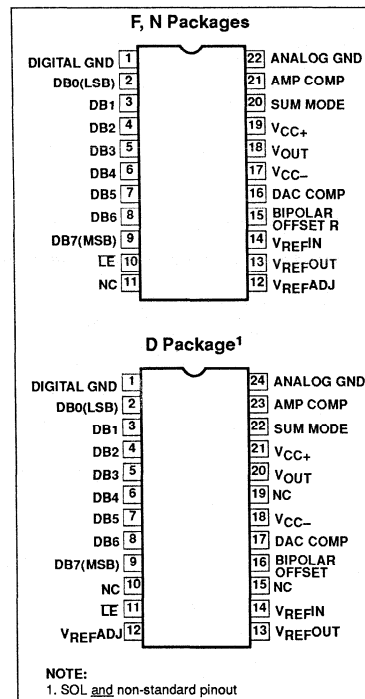 F, N Packages
DIGITAL GND 1 22 ANALOG GND
DB0(LSB) 2 21 AMP COMP
DB1 3 20 SUM MODE
DB2 4 19 VCC+
DB3 5 18 VOUT
DB4 6 17 VCC–
DB5 7 16 DAC COMP
DB6 8 15 BIPOLAR OFFSET R
DB7(MSB) 9 14 VREFIN
L̅E̅ 10 13 VREFOUT
NC 11 12 VREFADJ
D Package¹
DIGITAL GND 1 24 ANALOG GND
DB0(LSB) 2 23 AMP COMP
DB1 3 22 SUM MODE
DB2 4 21 VCC+
DB3 5 20 VOUT
DB4 6 19 NC
DB5 7 18 VCC–
DB6 8 17 DAC COMP
DB7(MSB) 9 16 BIPOLAR OFFSET
NC 10 15 NC
L̅E̅ 11 14 VREFIN
VREFADJ 12 13 VREFOUT
NOTE:
1. SOL and non-standard pinout